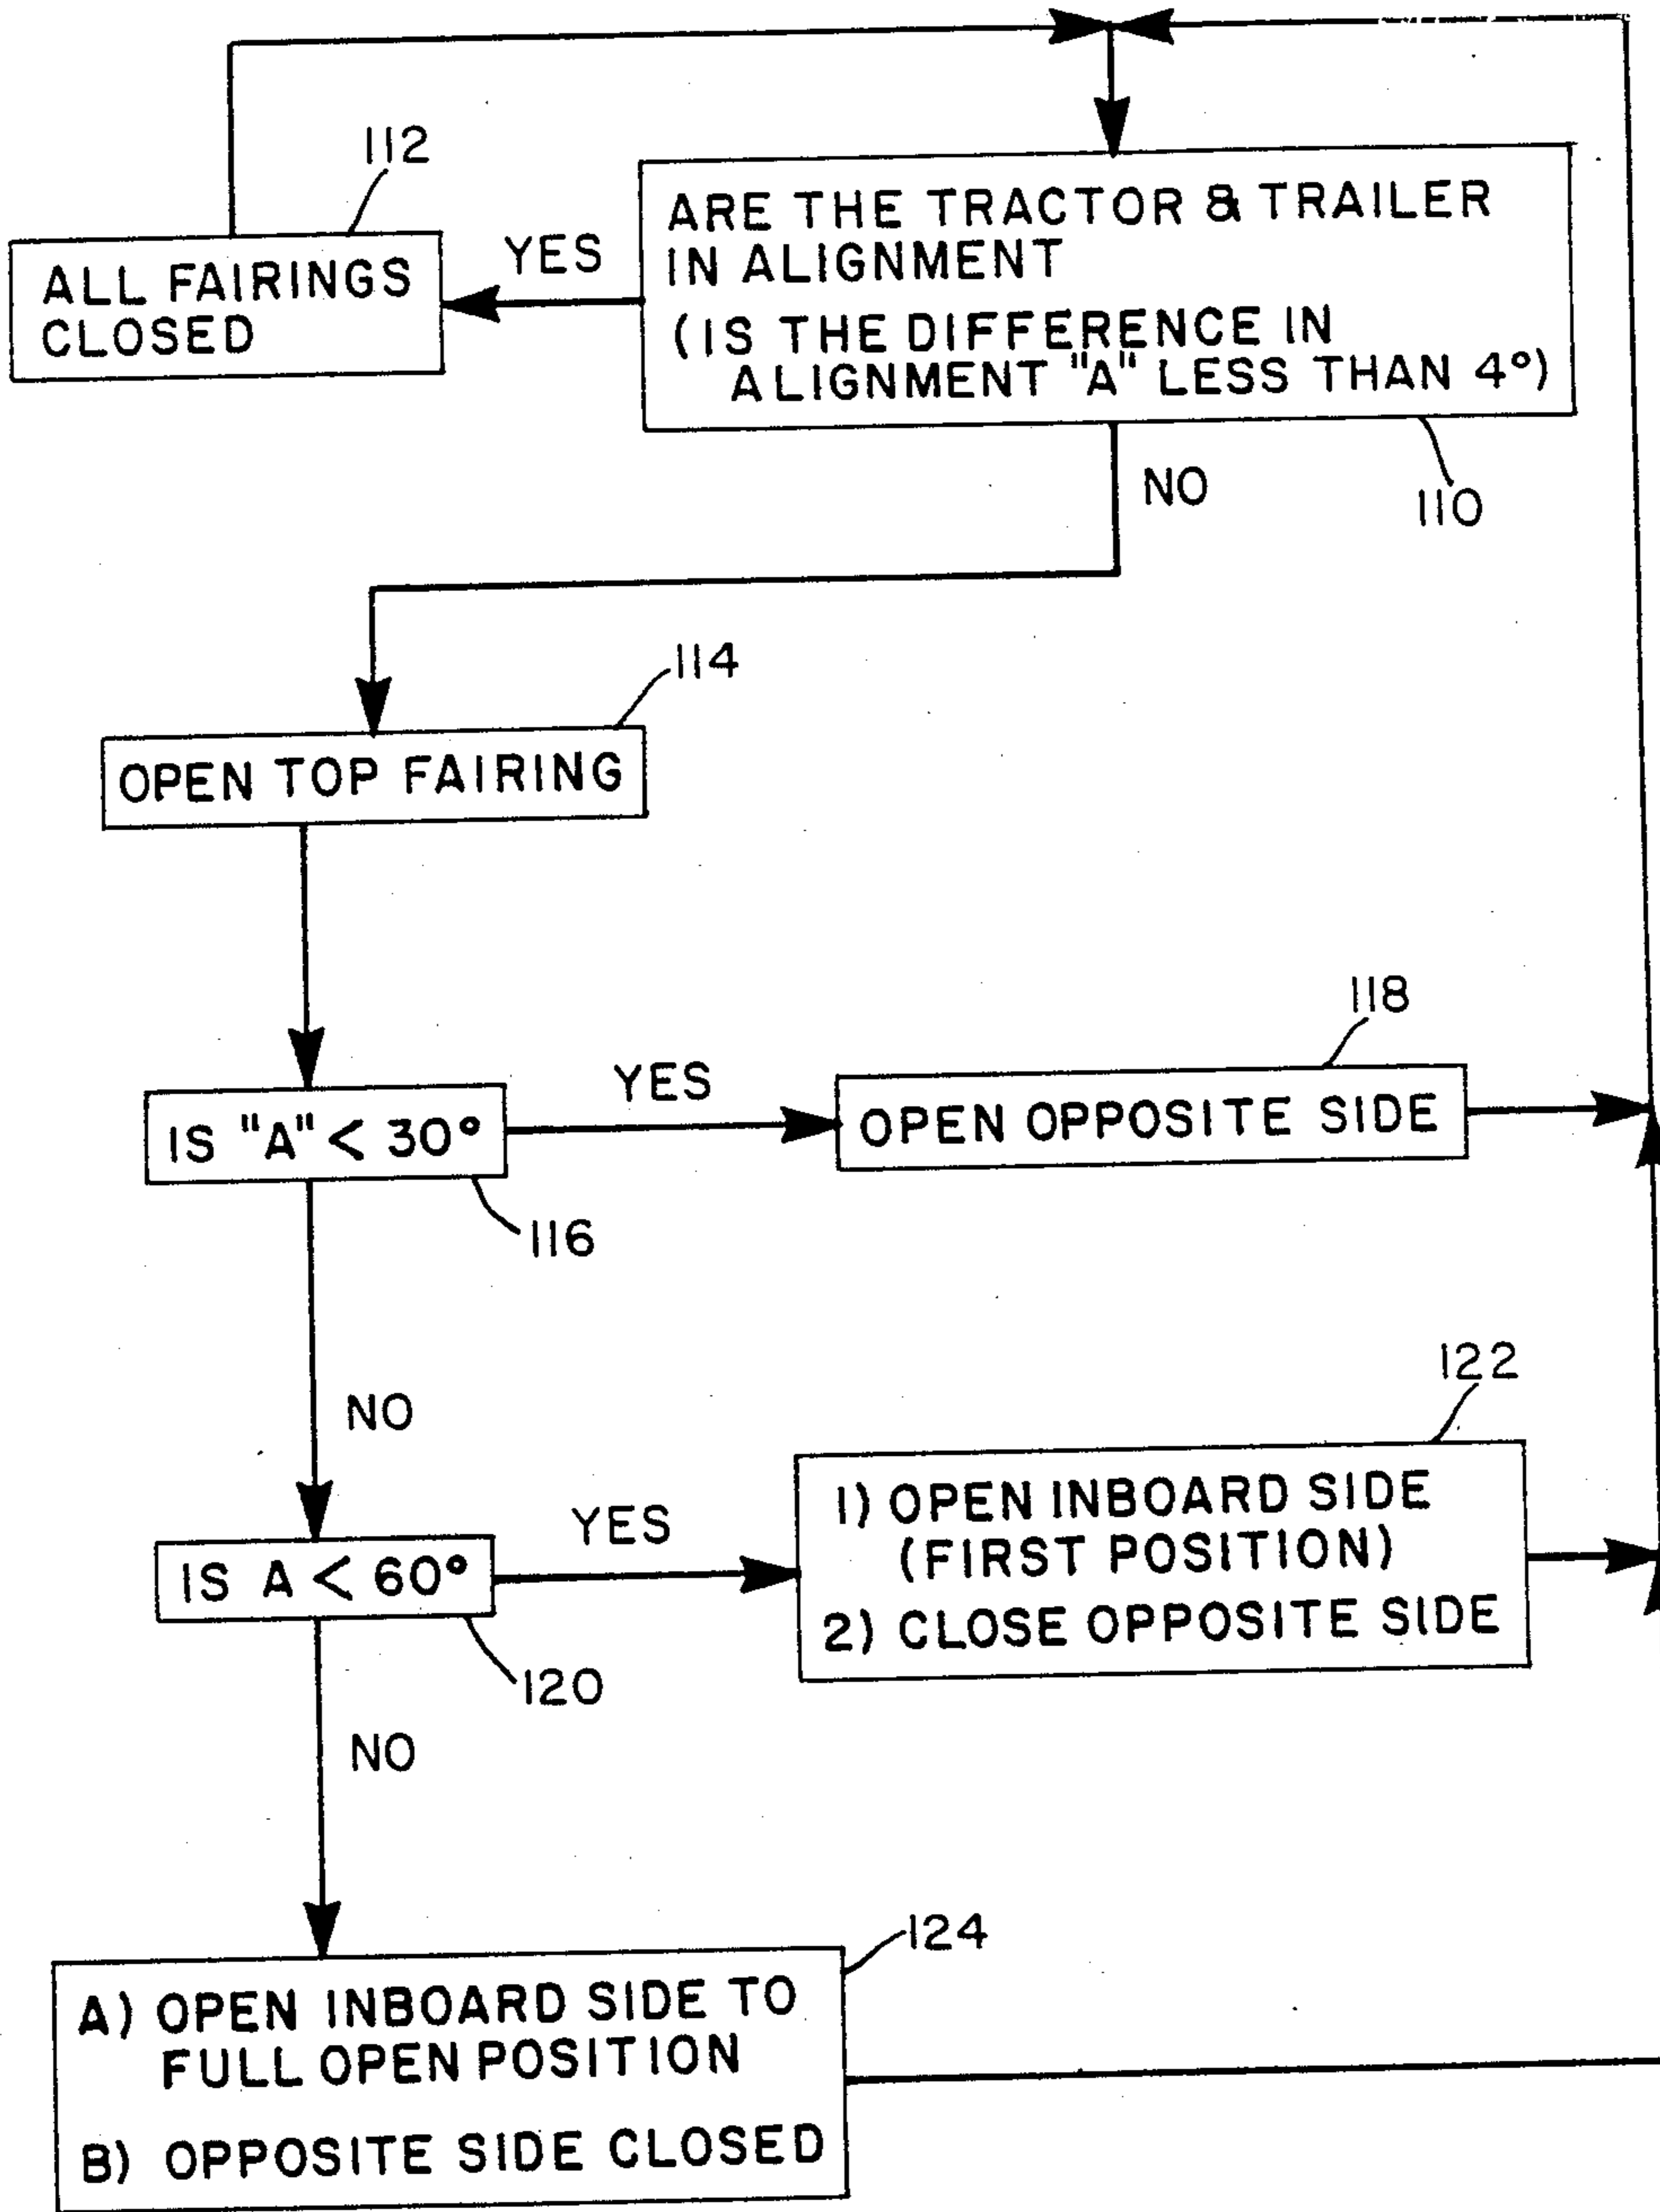 112
ARE THE TRACTOR & TRAILER
IN ALIGNMENT
(IS THE DIFFERENCE IN
ALIGNMENT "A" LESS THAN 4°)
YES
ALL FAIRINGS
CLOSED
NO
110
114
OPEN TOP FAIRING
118
YES
IS "A" < 30°
OPEN OPPOSITE SIDE
116
122
NO
1) OPEN INBOARD SIDE
(FIRST POSITION)
2) CLOSE OPPOSITE SIDE
YES
IS A < 60°
120
NO
124
A) OPEN INBOARD SIDE TO
FULL OPEN POSITION
B) OPPOSITE SIDE CLOSED